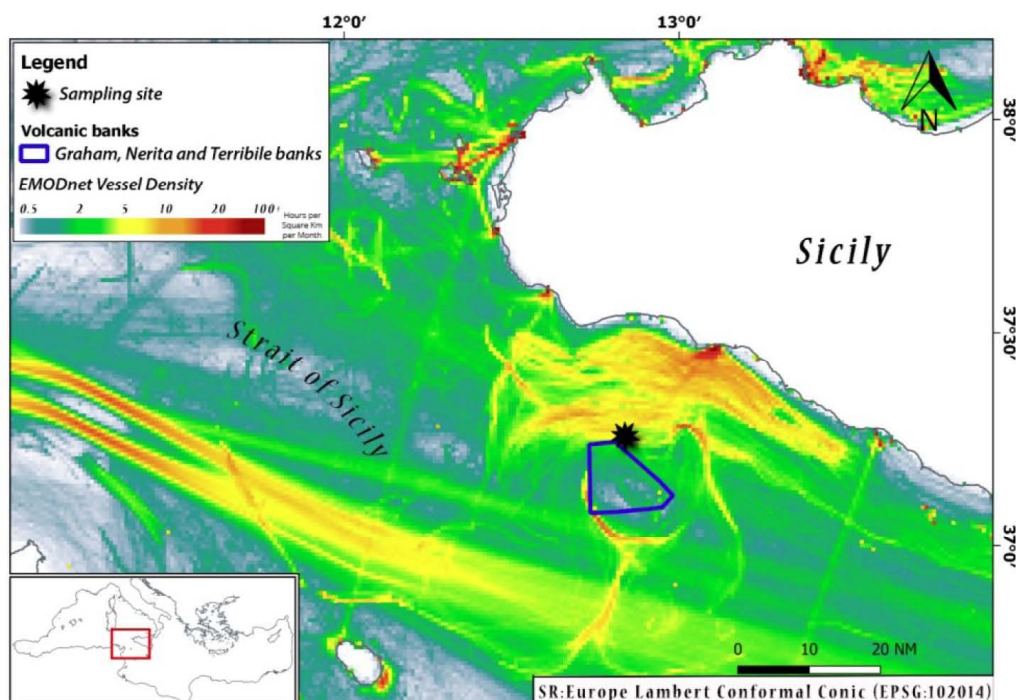 12°0'
13°0'
Legend
Sampling site
Volcanic banks
Graham, Nerita and Terribile banks
EMODnet Vessel Density
0.5 2 5 10 20 100+
Hours per
Square Km
per Month
N
38°0'
Sicily
37°30'
Strait of Sicily
37°0'
0 10 20 NM
SR:Europe Lambert Conformal Conic (EPSG:102014)